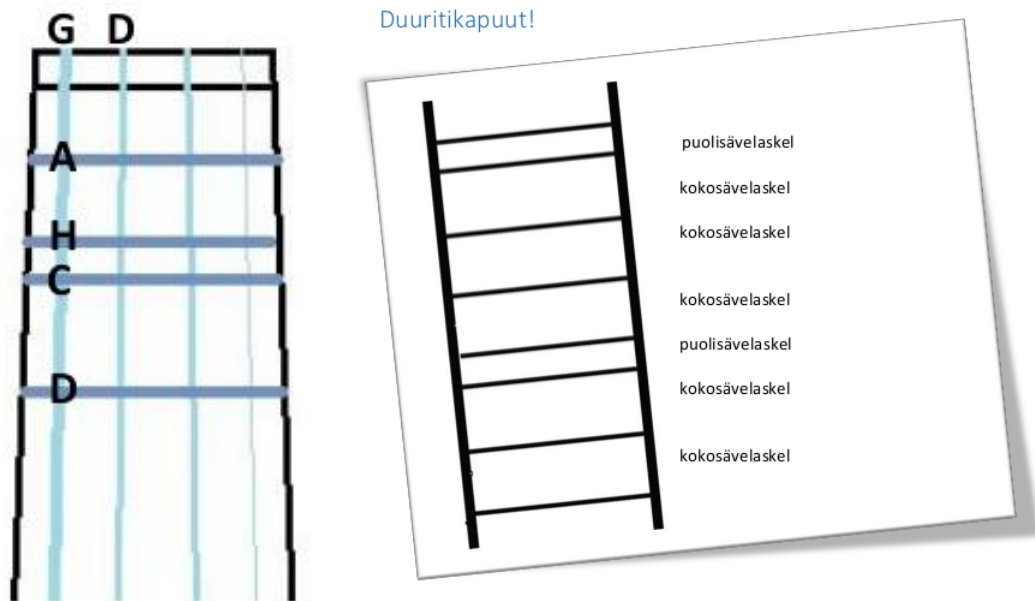 G D
A
H
C
D
Duuritikapuut!
puolisävelaskel
kokosävelaskel
kokosävelaskel
kokosävelaskel
puolisävelaskel
kokosävelaskel
kokosävelaskel